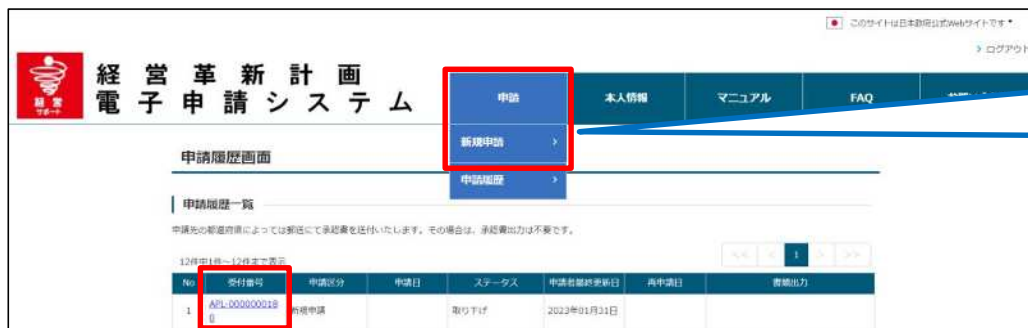 このサイトは日本政府公式Webサイトです
ログアウト
経営
サポート
経営革新計画
電子申請システム
申請
本人情報
マニュアル
FAQ
新規申請
申請履歴
申請履歴画面
申請履歴一覧
申請先の都道府県によっては郵送にて承認書を送付いたします。その場合は、承認書出力は不要です。
12件中1件～12件まで表示
<< < 1 > >>
No 受付番号 申請区分 申請日 ステータス 申請者最終更新日 再申請日 書類出力
1 APL-000000018 新規申請 取り下げ 2023年01月31日